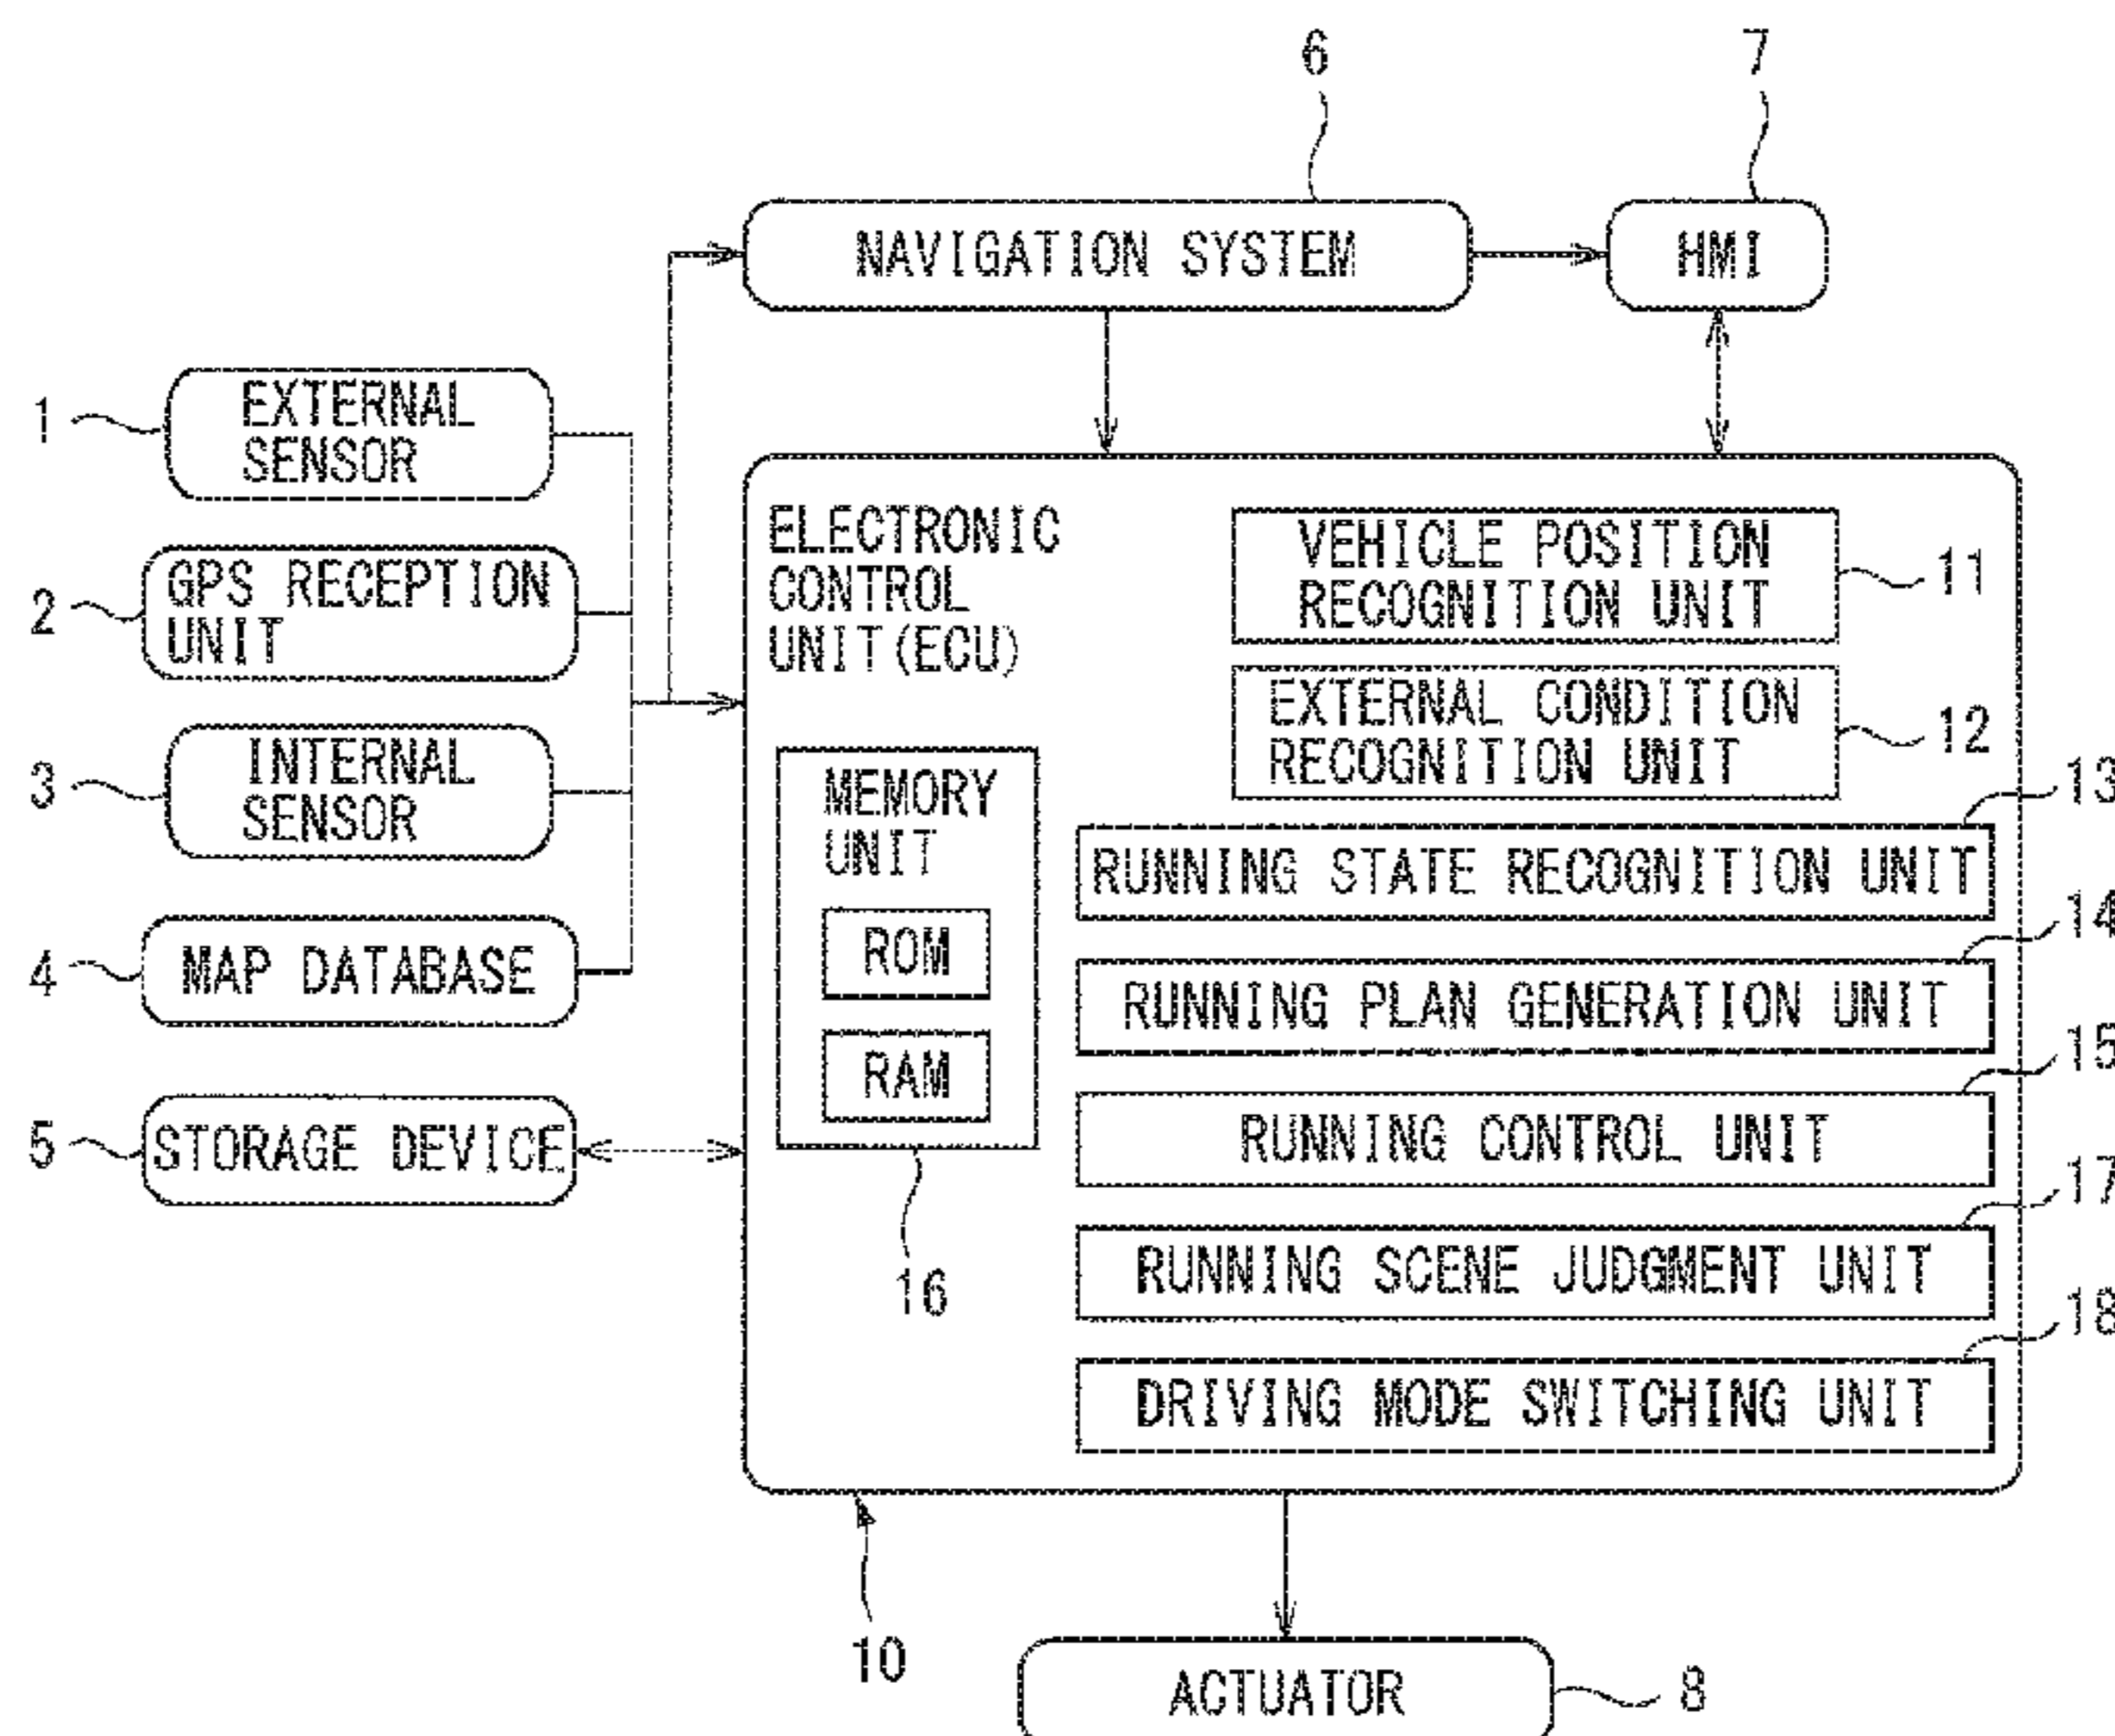 6
7
NAVIGATION SYSTEM
HMI
1
EXTERNAL
SENSOR
2
GPS RECEPTION
UNIT
3
INTERNAL
SENSOR
4
MAP DATABASE
5
STORAGE DEVICE
ELECTRONIC
CONTROL
UNIT(ECU)
MEMORY
UNIT
ROM
RAM
16
VEHICLE POSITION
RECOGNITION UNIT
11
EXTERNAL CONDITION
RECOGNITION UNIT
12
13
RUNNING STATE RECOGNITION UNIT
14
RUNNING PLAN GENERATION UNIT
15
RUNNING CONTROL UNIT
17
RUNNING SCENE JUDGMENT UNIT
18
DRIVING MODE SWITCHING UNIT
10
ACTUATOR
8